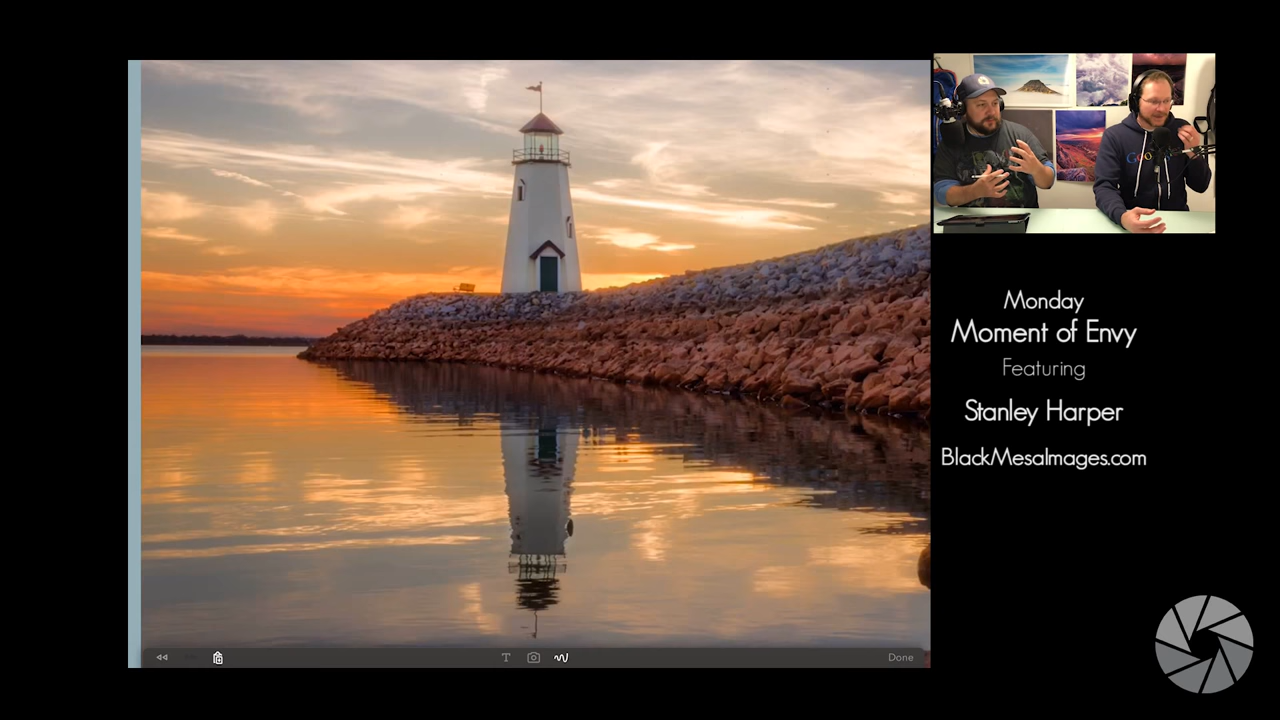 Monday
Moment of Envy
Featuring
Stanley Harper
BlackMesaImages.com
T
Done